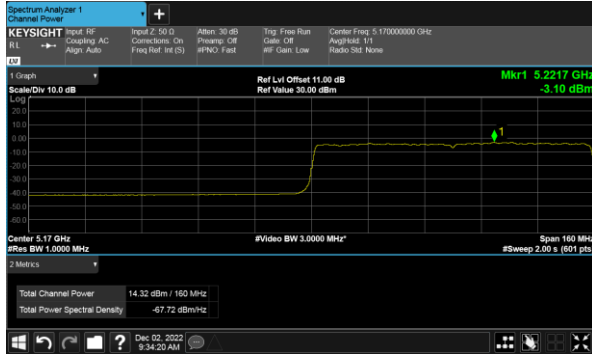 Spectrum Analyzer 1
Channel Power
+
KEYSIGHT
RL
Input: RF
Coupling: AC
Align: Auto
Input Z: 50 Ω
Corrections: On
Freq Ref: Int (S)
Atten: 30 dB
Preamp: Off
#PNO: Fast
Trig: Free Run
Gate: Off
#IF Gain: Low
Center Freq: 5.170000000 GHz
Avg|Hold: 1/1
Radio Std: None
LXI
1 Graph
Scale/Div 10.0 dB
Ref Lvl Offset 11.00 dB
Ref Value 30.00 dBm
Mkr1 5.2217 GHz
-3.10 dBm
Log
20.0
10.0
0.00
-10.0
-20.0
-30.0
-40.0
-50.0
-60.0
1
Center 5.17 GHz
#Res BW 1.0000 MHz
#Video BW 3.0000 MHz*
Span 160 MHz
#Sweep 2.00 s (601 pts)
2 Metrics
Total Channel Power 14.32 dBm / 160 MHz
Total Power Spectral Density -67.72 dBm/Hz
?
Dec 02, 2022
9:34:20 AM